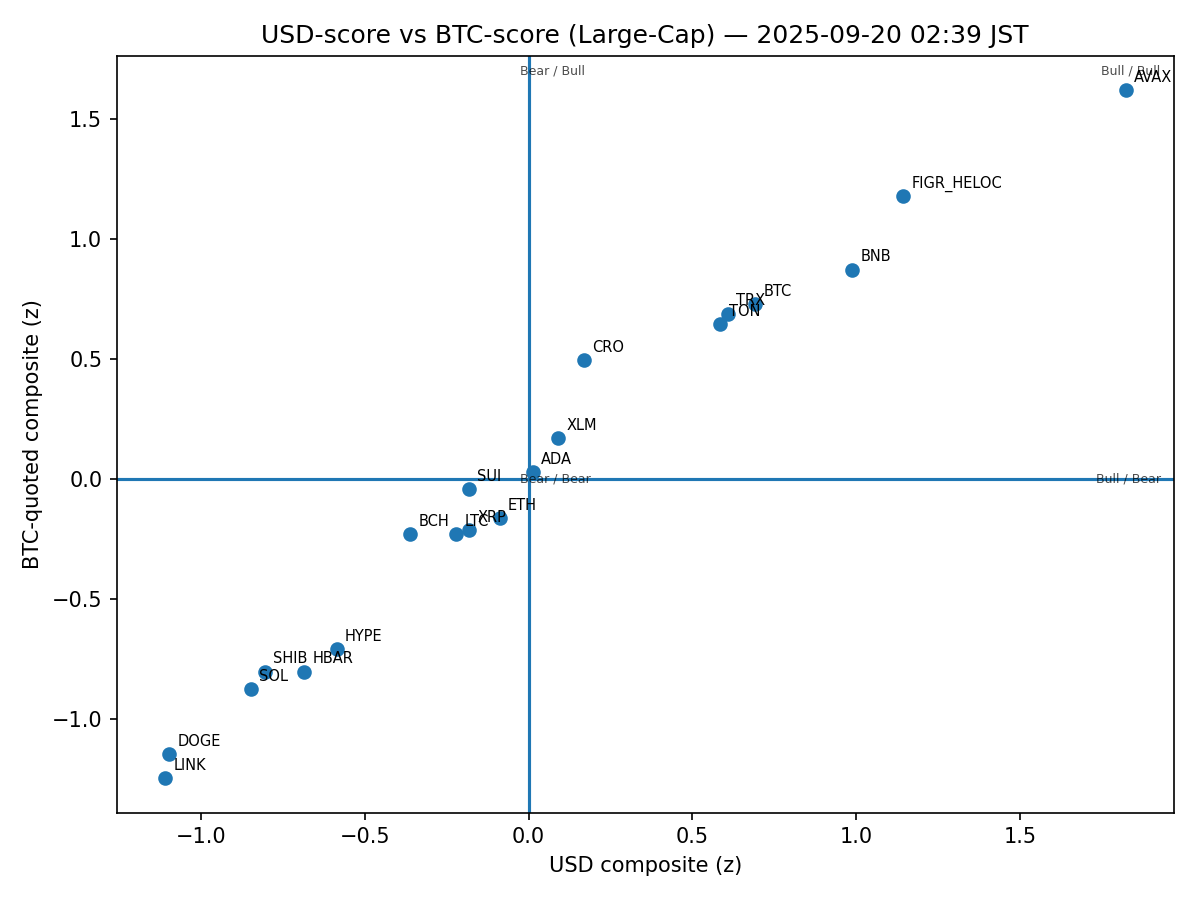 USD-score vs BTC-score (Large-Cap) — 2025-09-20 02:39 JST
Bear / Bull
Bull / Bull
AVAX
1.5
FIGR_HELOC
1.0
BNB
BTC
TRX
TON
0.5
CRO
XLM
ADA
0.0
SUI
Bear / Bear
Bull / Bear
ETH
XRP
LTC
BCH
−0.5
HYPE
SHIB
HBAR
SOL
−1.0
DOGE
LINK
−1.0
−0.5
0.0
0.5
1.0
1.5
USD composite (z)
BTC-quoted composite (z)